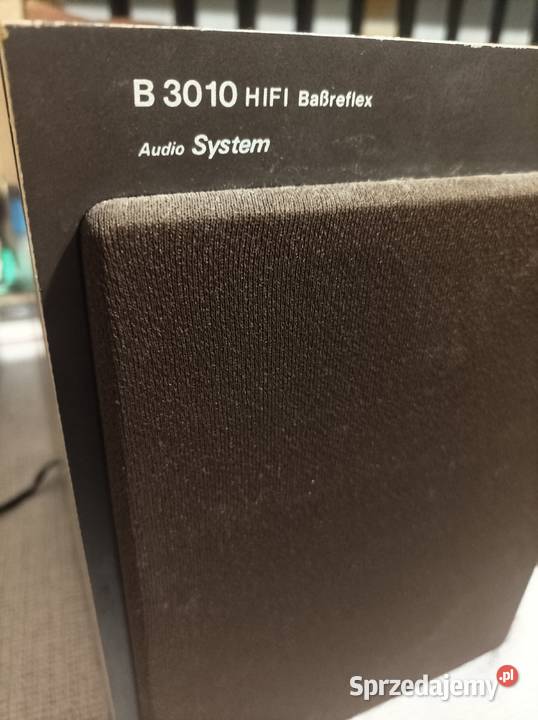 B 3010 HIFI Baßreflex
Audio System
Sprzedajemy.pl